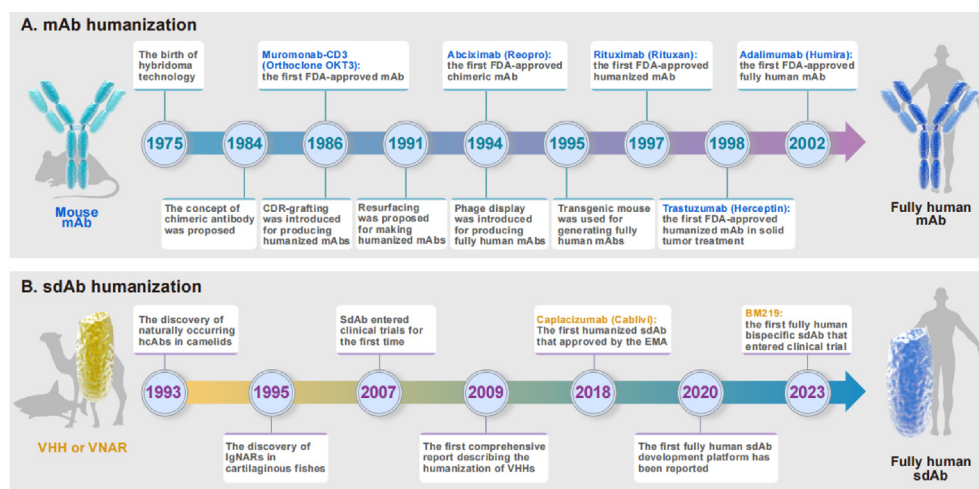 A. mAb humanization
The birth of
hybridoma
technology
Muromonab-CD3
(Orthoclone OKT3):
the first FDA-approved mAb
Abciximab (Reopro):
the first FDA-approved
chimeric mAb
Rituximab (Rituxan):
the first FDA-approved
humanized mAb
Adalimumab (Humira):
the first FDA-approved
fully human mAb
1975
1984
1986
1991
1994
1995
1997
1998
2002
Mouse
mAb
The concept of
chimeric antibody
was proposed
CDR-grafting
was introduced
for producing
humanized mAbs
Resurfacing
was proposed
for making
humanized mAbs
Phage display
was introduced
for producing
fully human mAbs
Transgenic mouse
was used for
generating fully
human mAbs
Trastuzumab (Herceptin):
the first FDA-approved
humanized mAb in solid
tumor treatment
Fully human
mAb
B. sdAb humanization
The discovery of
naturally occurring
hcAbs in camelids
SdAb entered
clinical trials for
the first time
Caplacizumab (Cablivi):
The first humanized sdAb
that approved by the EMA
BM219:
the first fully human
bispecific sdAb that
entered clinical trial
1993
1995
2007
2009
2018
2020
2023
VHH or VNAR
The discovery of
IgNARs in
cartilaginous fishes
The first comprehensive
report describing the
humanization of VHHs
The first fully human sdAb
development platform has
been reported
Fully human
sdAb